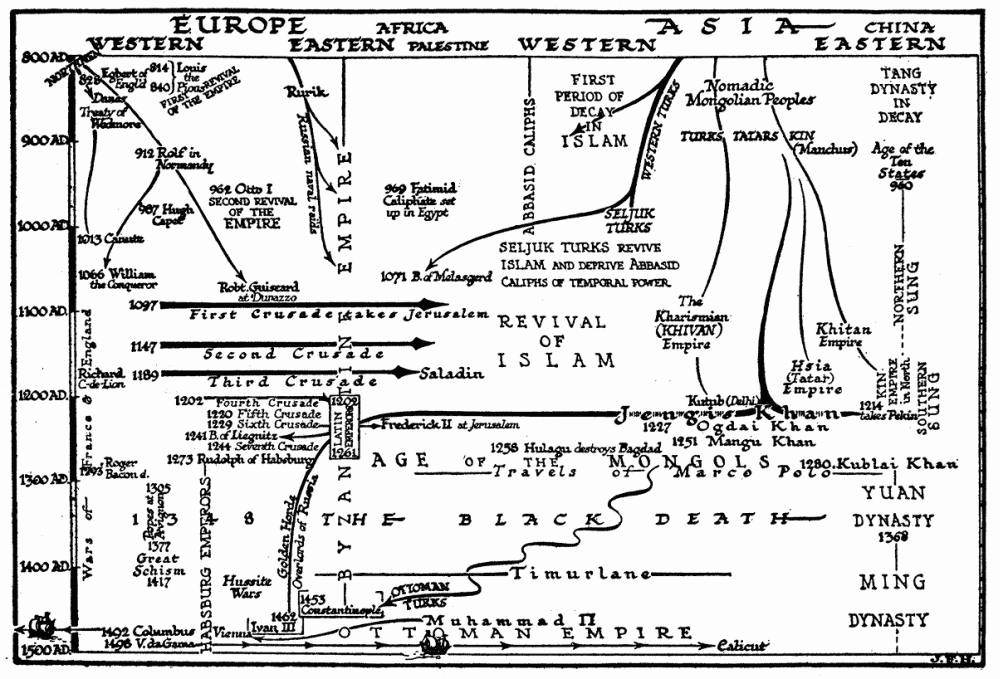 EUROPE
AFRICA
ASIA
CHINA
WESTERN
EASTERN
PALESTINE
WESTERN
EASTERN
800 AD.
900 AD.
1000 AD.
1100 AD.
1200 AD.
1300 AD.
1400 AD.
1500 AD.
NORTHMEN
828 Egbert of
Engld
814
840
Louis
the
Pious
FIRST REVIVAL
OF THE EMPIRE
Danes
Treaty of
Wedmore
912 Rolf in
Normandy
987 Hugh
Capet
962 Otto I
SECOND REVIVAL
OF THE
EMPIRE
1013 Canute
1066 William
the Conqueror
Robt. Guiscard
at Durazzo
Rurik
Russian naval raids
BYZANTINE EMPIRE
969 Fatimid
Caliphate set
up in Egypt
1071 B. of Melasgerd
ABBASID CALIPHS
FIRST
PERIOD OF
DECAY
IN
ISLAM
WESTERN TURKS
SELJUK
TURKS
SELJUK TURKS REVIVE
ISLAM AND DEPRIVE ABBASID
CALIPHS OF TEMPORAL POWER
Nomadic
Mongolian Peoples
TURKS
TATARS
KIN
(Manchus)
TANG
DYNASTY
IN
DECAY
Age of the
Ten
States
960
NORTHERN
SUNG
SOUTHERN
SUNG
1097
First Crusade takes Jerusalem
1147
Second Crusade
Richard
C-de-Lion
1189
Third Crusade
Saladin
REVIVAL
OF
ISLAM
The
Kharismian
(KHIVAN)
Empire
Khitan
Empire
Hsia
(Tatar)
Empire
KIN
EMPIRE
in North
Wars of France & England
1202
Fourth Crusade
1220 Fifth Crusade
1229 Sixth Crusade
1241 B. of Liegnitz
1244 Seventh Crusade
1273 Rudolph of Habsburg
1202
LATIN
EMPERORS
1261
Frederick II at Jerusalem
Kutub (Delhi)
Jengis Khan
1227
Ogdai Khan
1251 Mangu Khan
1214
takes Pekin
1258 Hulagu destroys Bagdad
AGE OF THE MONGOLS
Travels of Marco Polo
1280 Kublai Khan
1293 Roger
Bacon d.
YUAN
DYNASTY
1368
1305
Popes at
Avignon
1377
Great
Schism
1417
1348 THE BLACK DEATH
HABSBURG EMPERORS
Golden Horde
Overlords of Russia
Hussite
Wars
Timurlane
MING
DYNASTY
OTTOMAN
TURKS
1453
Constantinople
1462
Ivan III
Vienna
Muhammad II
OTTOMAN EMPIRE
1492 Columbus
1498 V. da Gama
Calicut
J.F.H.